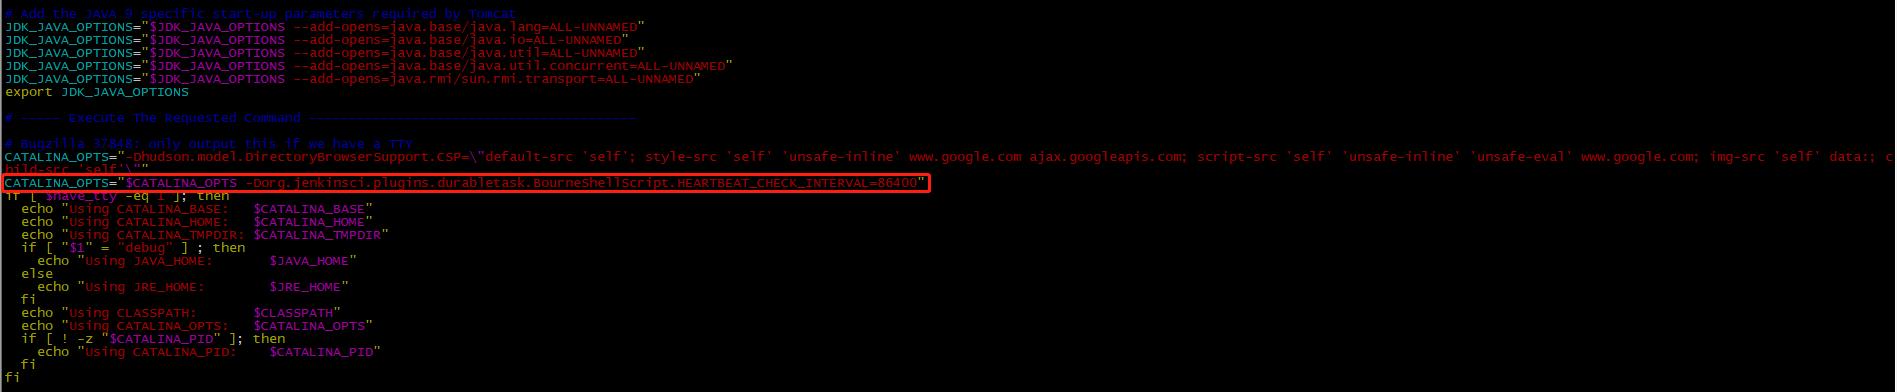 # Add the JAVA 9 specific start-up parameters required by Tomcat
JDK_JAVA_OPTIONS="$JDK_JAVA_OPTIONS --add-opens=java.base/java.lang=ALL-UNNAMED"
JDK_JAVA_OPTIONS="$JDK_JAVA_OPTIONS --add-opens=java.base/java.io=ALL-UNNAMED"
JDK_JAVA_OPTIONS="$JDK_JAVA_OPTIONS --add-opens=java.base/java.util=ALL-UNNAMED"
JDK_JAVA_OPTIONS="$JDK_JAVA_OPTIONS --add-opens=java.base/java.util.concurrent=ALL-UNNAMED"
JDK_JAVA_OPTIONS="$JDK_JAVA_OPTIONS --add-opens=java.rmi/sun.rmi.transport=ALL-UNNAMED"
export JDK_JAVA_OPTIONS
# ----- Execute The Requested Command -----------------------------------------
# Bugzilla 37848: only output this if we have a TTY
CATALINA_OPTS="-Dhudson.model.DirectoryBrowserSupport.CSP=\"default-src 'self'; style-src 'self' 'unsafe-inline' www.google.com ajax.googleapis.com; script-src 'self' 'unsafe-inline' 'unsafe-eval' www.google.com; img-src 'self' data:; c
hild-src 'self'\""
CATALINA_OPTS="$CATALINA_OPTS -Dorg.jenkinsci.plugins.durabletask.BourneShellScript.HEARTBEAT_CHECK_INTERVAL=86400"
if [ $have_tty -eq 1 ]; then
  echo "Using CATALINA_BASE:   $CATALINA_BASE"
  echo "Using CATALINA_HOME:   $CATALINA_HOME"
  echo "Using CATALINA_TMPDIR: $CATALINA_TMPDIR"
  if [ "$1" = "debug" ] ; then
    echo "Using JAVA_HOME:       $JAVA_HOME"
  else
    echo "Using JRE_HOME:        $JRE_HOME"
  fi
  echo "Using CLASSPATH:       $CLASSPATH"
  echo "Using CATALINA_OPTS:   $CATALINA_OPTS"
  if [ ! -z "$CATALINA_PID" ]; then
    echo "Using CATALINA_PID:    $CATALINA_PID"
  fi
fi